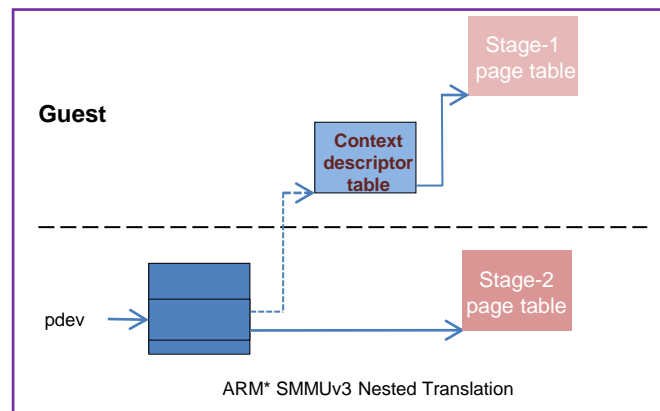 Stage-1
page table
Guest
Context
descriptor
table
Stage-2
page table
pdev
ARM* SMMUv3 Nested Translation